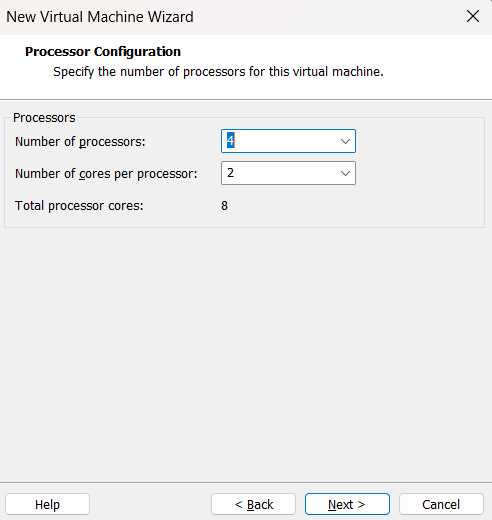 New Virtual Machine Wizard
Processor Configuration
Specify the number of processors for this virtual machine.
Processors
Number of processors: 4
Number of cores per processor: 2
Total processor cores: 8
Help < Back Next > Cancel